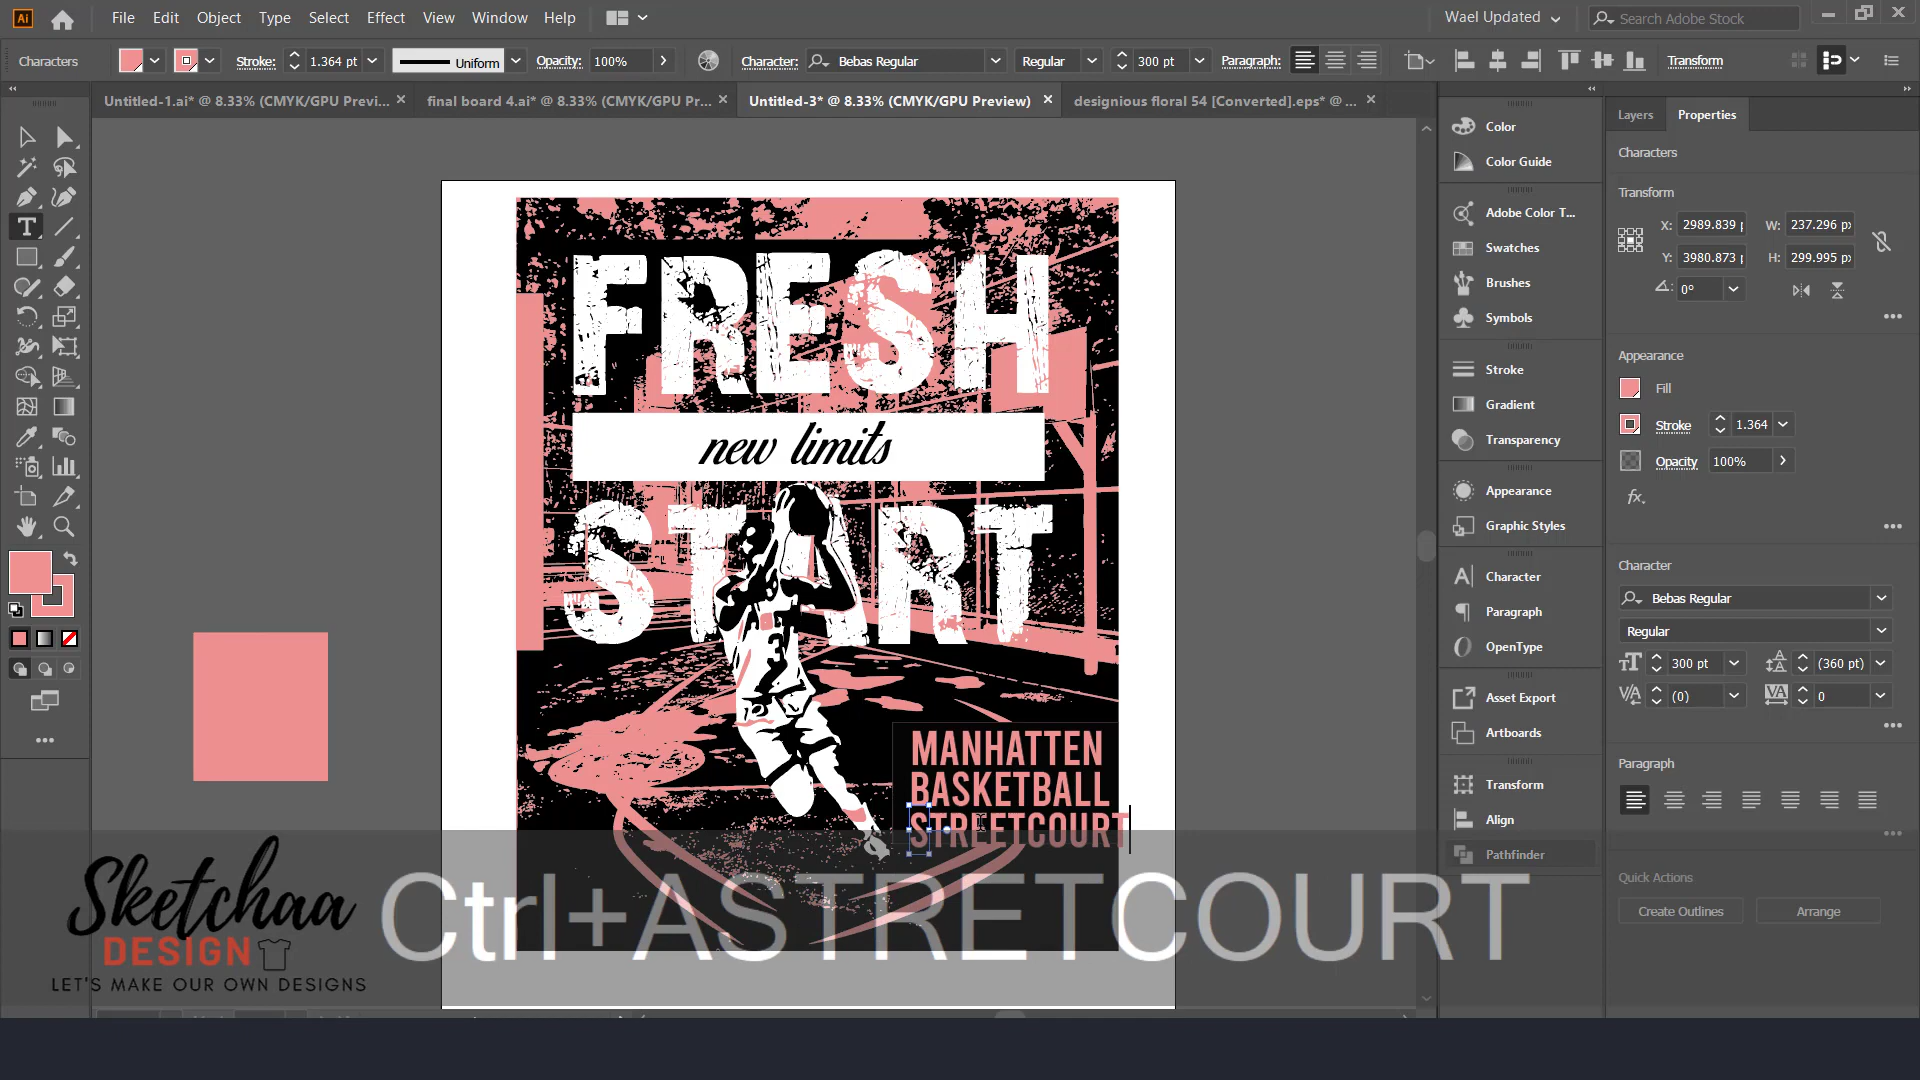 Ai File Edit Object Type Select Effect View Window Help Wael Updated Search Adobe Stock
Characters Stroke: 1.364 pt Uniform Opacity: 100% Character: Bebas Regular Regular 300 pt Paragraph: Transform
Untitled-1.ai* @ 8.33% (CMYK/GPU Previ... final board 4.ai* @ 8.33% (CMYK/GPU Pr... Untitled-3* @ 8.33% (CMYK/GPU Preview) designious floral 54 [Converted].eps* @ ...
FRESH
new limits
START
3
MANHATTEN
BASKETBALL
STREETCOURT
Sketchaa
DESIGN
LET'S MAKE OUR OWN DESIGNS
Ctrl+ASTRETCOURT
Color
Color Guide
Adobe Color T...
Swatches
Brushes
Symbols
Stroke
Gradient
Transparency
Appearance
Graphic Styles
Character
Paragraph
OpenType
Asset Export
Artboards
Transform
Align
Pathfinder
Layers Properties
Characters
Transform
X: 2989.839 W: 237.296 px
Y: 3980.873 H: 299.995 px
0°
Appearance
Fill
Stroke 1.364
Opacity 100%
fx.
Character
Bebas Regular
Regular
300 pt (360 pt)
(0) 0
Paragraph
Quick Actions
Create Outlines Arrange